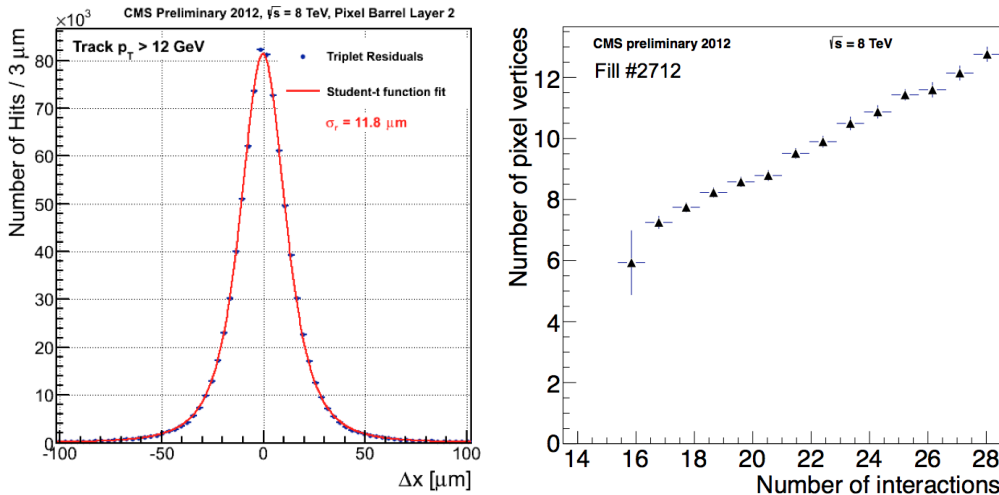 CMS Preliminary 2012, √s = 8 TeV, Pixel Barrel Layer 2
×10³
Track p_T > 12 GeV
Triplet Residuals
Student-t function fit
σ_r = 11.8 μm
Number of Hits / 3 μm
80
70
60
50
40
30
20
10
0
-100
-50
0
50
100
Δx [μm]
CMS preliminary 2012
√s = 8 TeV
Fill #2712
Number of pixel vertices
12
10
8
6
4
2
0
14 16 18 20 22 24 26 28
Number of interactions